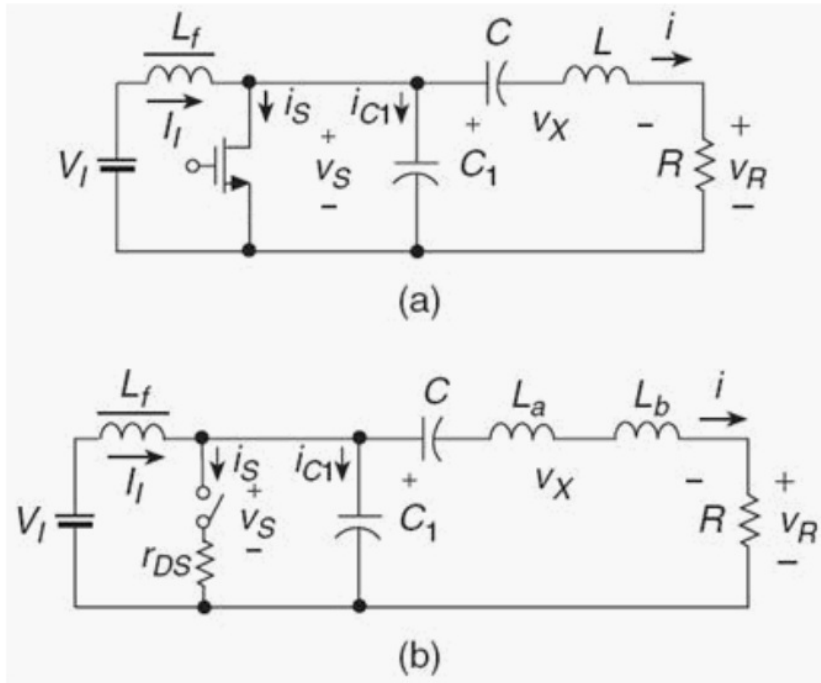 L_f
C
L
i
I_I
i_S
i_C1
V_I
+
v_S
−
+
C_1
v_X
−
R
+
v_R
−
(a)
L_f
C
L_a
L_b
i
I_I
i_S
i_C1
V_I
+
v_S
−
r_DS
+
C_1
v_X
−
R
+
v_R
−
(b)